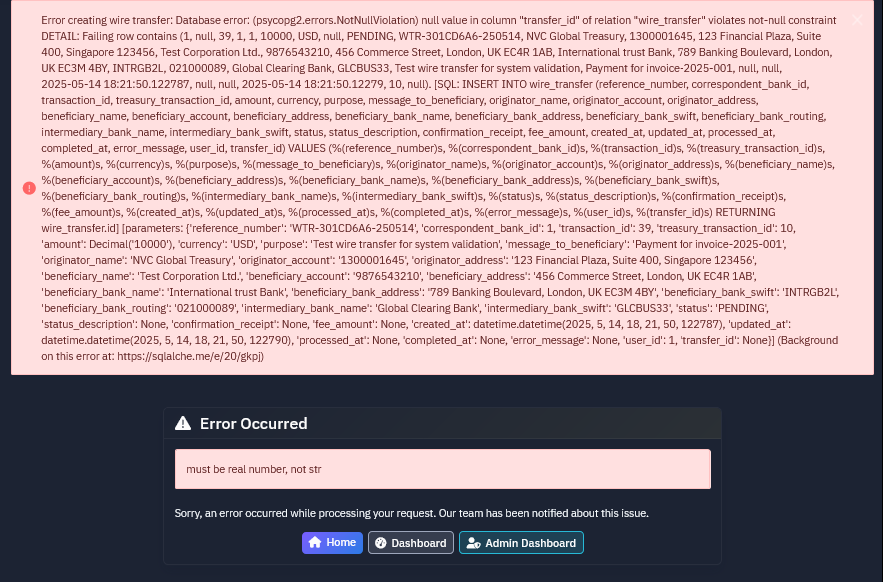 Error creating wire transfer: Database error: (psycopg2.errors.NotNullViolation) null value in column "transfer_id" of relation "wire_transfer" violates not-null constraint
DETAIL: Failing row contains (1, null, 39, 1, 1, 10000, USD, null, PENDING, WTR-301CD6A6-250514, NVC Global Treasury, 1300001645, 123 Financial Plaza, Suite
400, Singapore 123456, Test Corporation Ltd., 9876543210, 456 Commerce Street, London, UK EC4R 1AB, International trust Bank, 789 Banking Boulevard, London,
UK EC3M 4BY, INTRGB2L, 021000089, Global Clearing Bank, GLCBUS33, Test wire transfer for system validation, Payment for invoice-2025-001, null, null,
2025-05-14 18:21:50.122787, null, null, 2025-05-14 18:21:50.12279, 10, null). [SQL: INSERT INTO wire_transfer (reference_number, correspondent_bank_id,
transaction_id, treasury_transaction_id, amount, currency, purpose, message_to_beneficiary, originator_name, originator_account, originator_address,
beneficiary_name, beneficiary_account, beneficiary_address, beneficiary_bank_name, beneficiary_bank_address, beneficiary_bank_swift, beneficiary_bank_routing,
intermediary_bank_name, intermediary_bank_swift, status, status_description, confirmation_receipt, fee_amount, created_at, updated_at, processed_at,
completed_at, error_message, user_id, transfer_id) VALUES (%(reference_number)s, %(correspondent_bank_id)s, %(transaction_id)s, %(treasury_transaction_id)s,
%(amount)s, %(currency)s, %(purpose)s, %(message_to_beneficiary)s, %(originator_name)s, %(originator_account)s, %(originator_address)s, %(beneficiary_name)s,
%(beneficiary_account)s, %(beneficiary_address)s, %(beneficiary_bank_name)s, %(beneficiary_bank_address)s, %(beneficiary_bank_swift)s,
%(beneficiary_bank_routing)s, %(intermediary_bank_name)s, %(intermediary_bank_swift)s, %(status)s, %(status_description)s, %(confirmation_receipt)s,
%(fee_amount)s, %(created_at)s, %(updated_at)s, %(processed_at)s, %(completed_at)s, %(error_message)s, %(user_id)s, %(transfer_id)s) RETURNING
wire_transfer.id] [parameters: {'reference_number': 'WTR-301CD6A6-250514', 'correspondent_bank_id': 1, 'transaction_id': 39, 'treasury_transaction_id': 10,
'amount': Decimal('10000'), 'currency': 'USD', 'purpose': 'Test wire transfer for system validation', 'message_to_beneficiary': 'Payment for invoice-2025-001',
'originator_name': 'NVC Global Treasury', 'originator_account': '1300001645', 'originator_address': '123 Financial Plaza, Suite 400, Singapore 123456',
'beneficiary_name': 'Test Corporation Ltd.', 'beneficiary_account': '9876543210', 'beneficiary_address': '456 Commerce Street, London, UK EC4R 1AB',
'beneficiary_bank_name': 'International trust Bank', 'beneficiary_bank_address': '789 Banking Boulevard, London, UK EC3M 4BY', 'beneficiary_bank_swift': 'INTRGB2L',
'beneficiary_bank_routing': '021000089', 'intermediary_bank_name': 'Global Clearing Bank', 'intermediary_bank_swift': 'GLCBUS33', 'status': 'PENDING',
'status_description': None, 'confirmation_receipt': None, 'fee_amount': None, 'created_at': datetime.datetime(2025, 5, 14, 18, 21, 50, 122787), 'updated_at':
datetime.datetime(2025, 5, 14, 18, 21, 50, 122790), 'processed_at': None, 'completed_at': None, 'error_message': None, 'user_id': 1, 'transfer_id': None}] (Background
on this error at: https://sqlalche.me/e/20/gkpj)
Error Occurred
must be real number, not str
Sorry, an error occurred while processing your request. Our team has been notified about this issue.
Home Dashboard Admin Dashboard